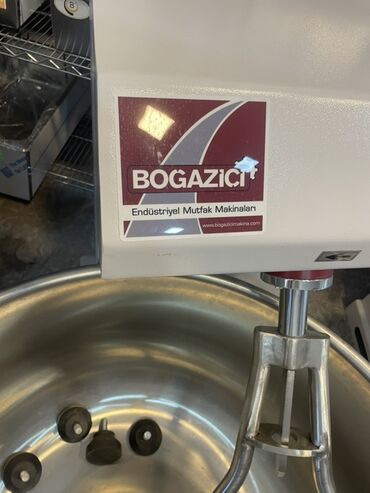 BOGAZiCi
Endüstriyel Mutfak Makinaları
www.bogazicimakina.com